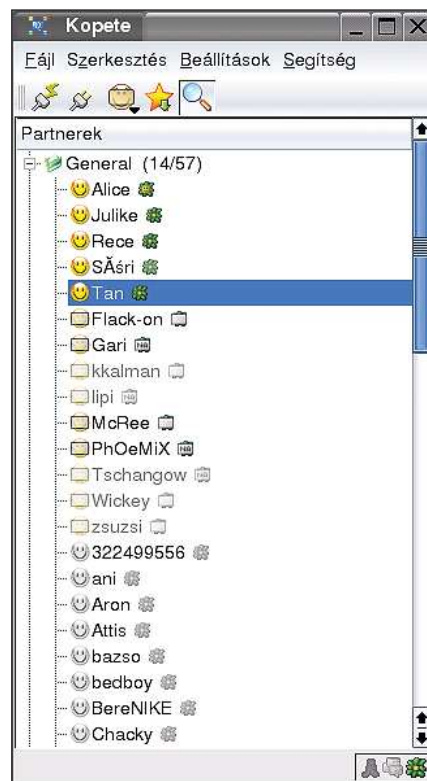 Kopete
Fájl Szerkesztés Beállítások Segítség
Partnerek
General (14/57)
Alice
Julike
Rece
SĂśri
Tan
Flack-on
Gari
kkalman
lipi
McRee
PhOeMiX
Tschangow
Wickey
zsuzsi
322499556
ani
Aron
Attis
bazso
bedboy
BereNIKE
Chacky